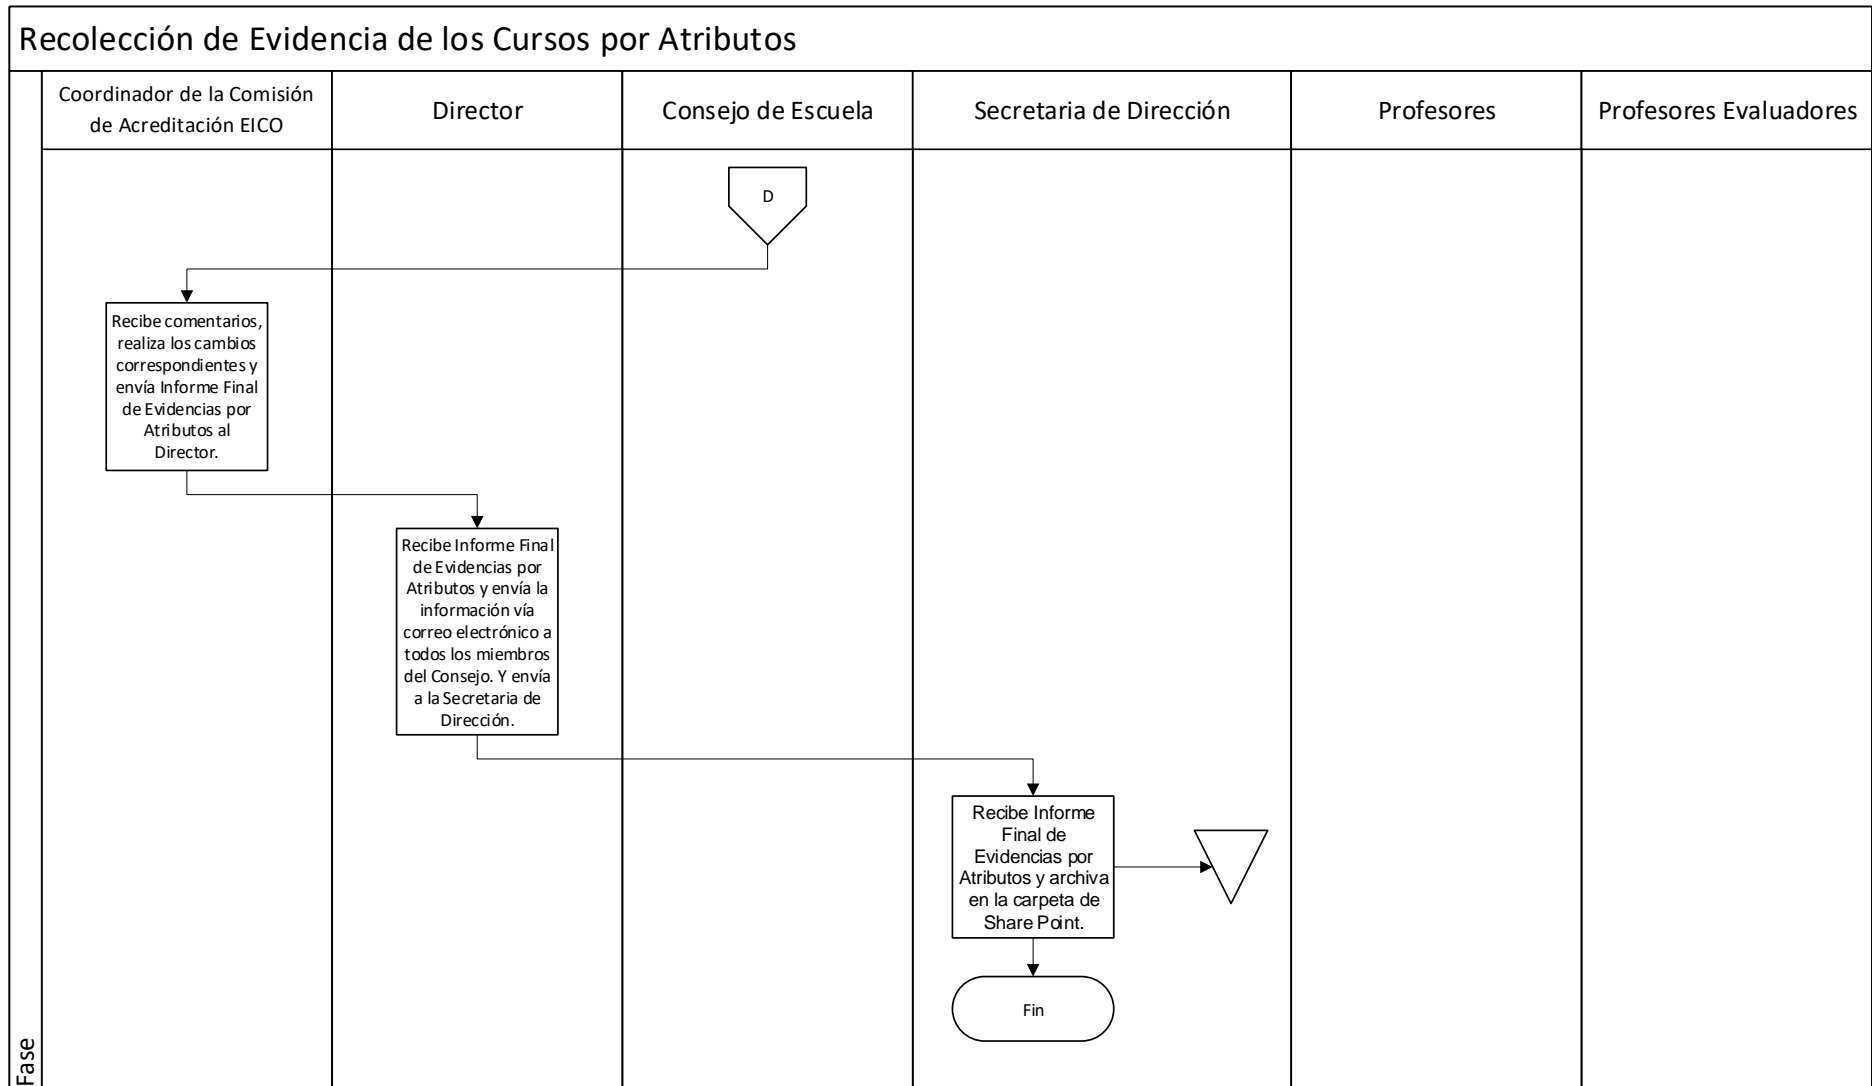 Recolección de Evidencia de los Cursos por Atributos
Coordinador de la Comisión
de Acreditación EICO
Director
Consejo de Escuela
Secretaria de Dirección
Profesores
Profesores Evaluadores
D
Recibe comentarios,
realiza los cambios
correspondientes y
envía Informe Final
de Evidencias por
Atributos al
Director.
Recibe Informe Final
de Evidencias por
Atributos y envía la
información vía
correo electrónico a
todos los miembros
del Consejo. Y envía
a la Secretaria de
Dirección.
Recibe Informe
Final de
Evidencias por
Atributos y archiva
en la carpeta de
Share Point.
Fin
Fase